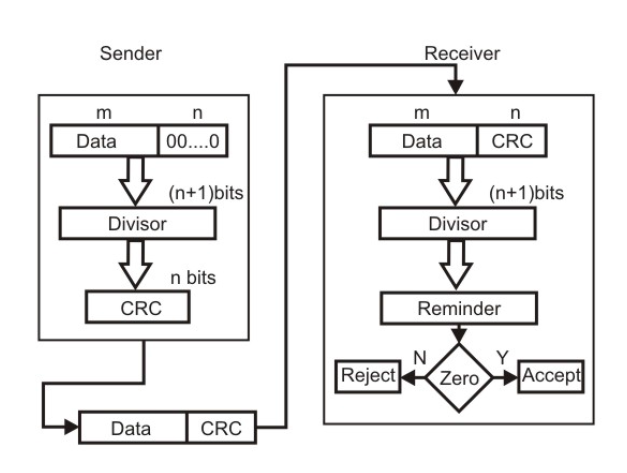 Sender
m n
Data 00....0
(n+1)bits
Divisor
n bits
CRC
Data CRC
Receiver
m n
Data CRC
(n+1)bits
Divisor
Reminder
N Y
Reject Zero Accept